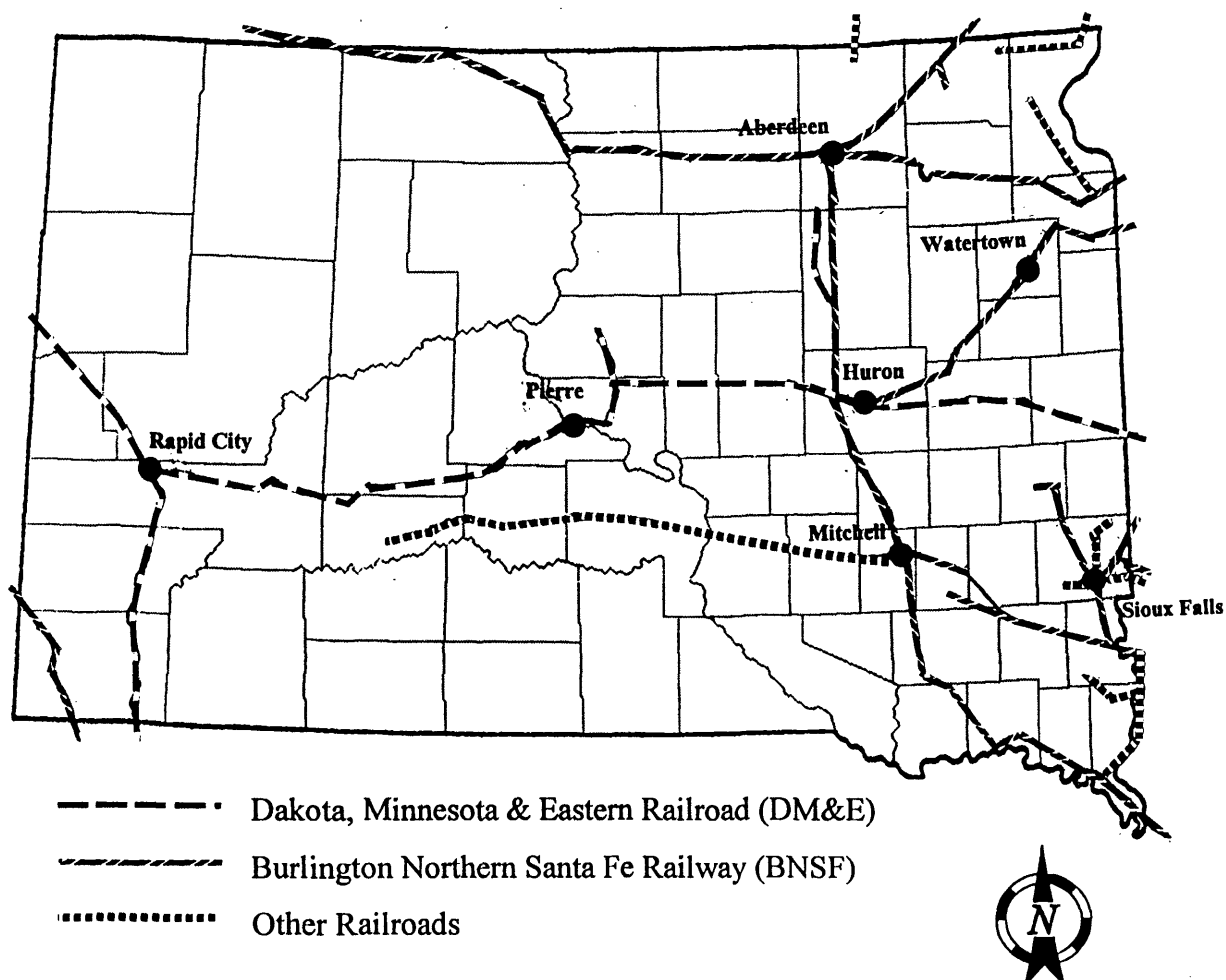 Aberdeen
Watertown
Huron
Pierre
Rapid City
Mitchell
Sioux Falls
Dakota, Minnesota & Eastern Railroad (DM&E)
Burlington Northern Santa Fe Railway (BNSF)
Other Railroads
N